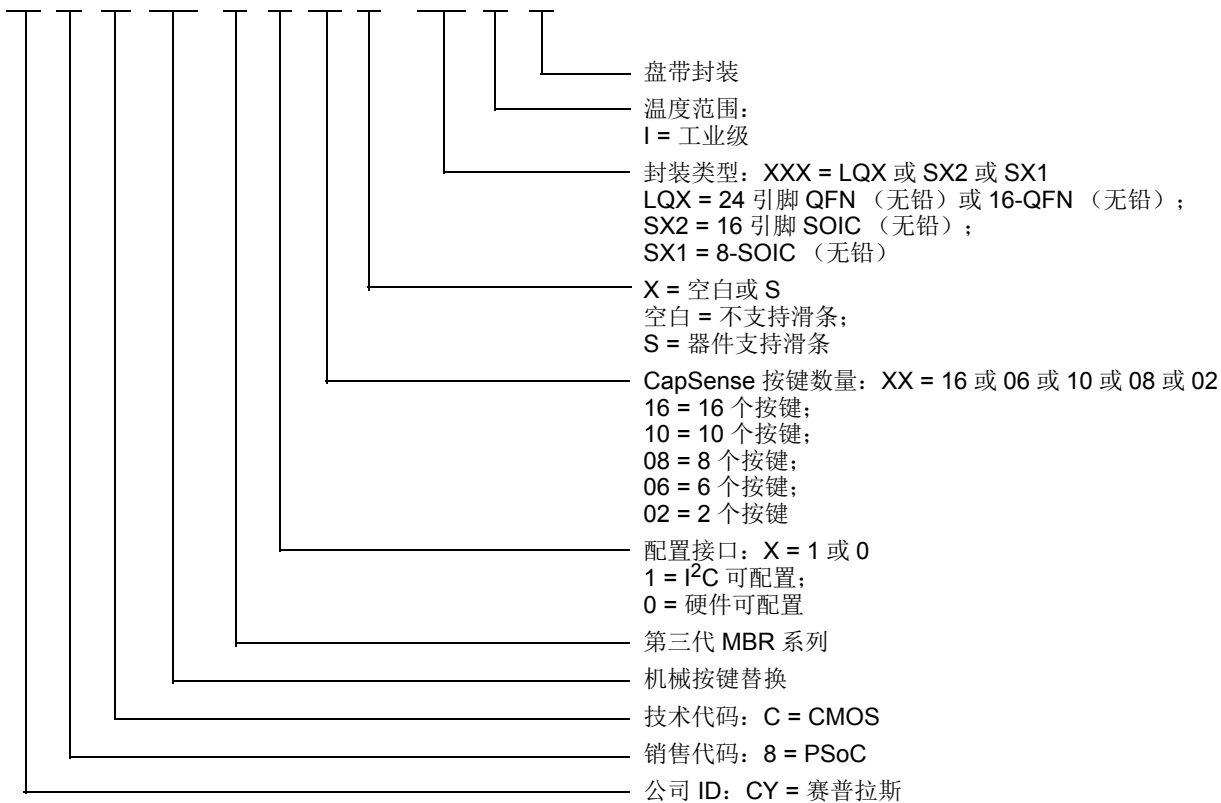 盘带封装
温度范围：
I = 工业级
封装类型：XXX = LQX 或 SX2 或 SX1
LQX = 24 引脚 QFN （无铅）或 16-QFN （无铅）；
SX2 = 16 引脚 SOIC （无铅）；
SX1 = 8-SOIC （无铅）
X = 空白或 S
空白 = 不支持滑条；
S = 器件支持滑条
CapSense 按键数量：XX = 16 或 06 或 10 或 08 或 02
16 = 16 个按键；
10 = 10 个按键；
08 = 8 个按键；
06 = 6 个按键；
02 = 2 个按键
配置接口：X = 1 或 0
1 = I²C 可配置；
0 = 硬件可配置
第三代 MBR 系列
机械按键替换
技术代码：C = CMOS
销售代码：8 = PSoC
公司 ID：CY = 赛普拉斯